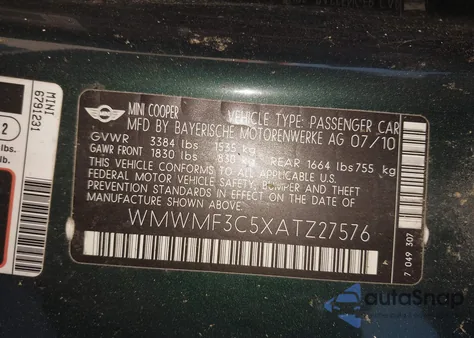 MINI
6791231
2
lbs
lbs
lbs
MINI COOPER
VEHICLE TYPE: PASSENGER CAR
MFD BY BAYERISCHE MOTORENWERKE AG 07/10
GVWR 3384 lbs 1535 kg
GAWR FRONT 1830 lbs 830 kg REAR 1664 lbs 755 kg
THIS VEHICLE CONFORMS TO ALL APPLICABLE
FEDERAL MOTOR VEHICLE SAFETY, BUMPER AND THEFT
PREVENTION STANDARDS IN EFFECT ON THE DATE OF
MANUFACTURE SHOWN ABOVE.
WMWMF3C5XATZ27576
7 049 307
autoSnap